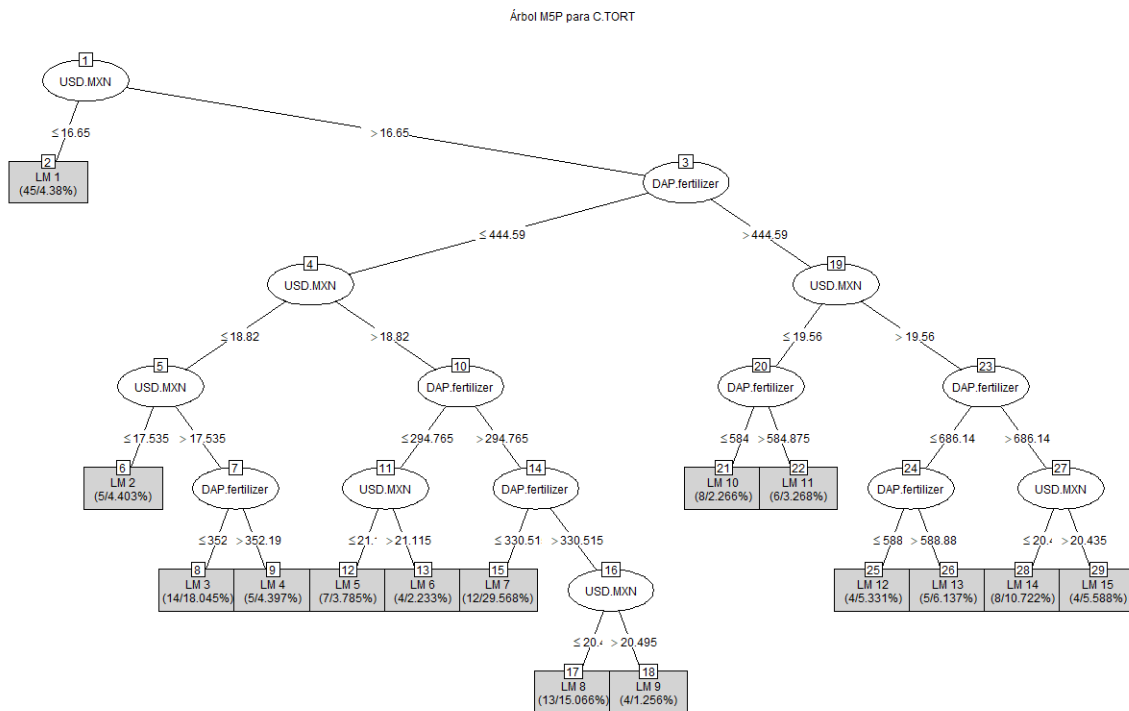 Árbol M5P para C.TORT
1
USD.MXN
≤16.65
>16.65
2
LM 1
(45/4.38%)
3
DAP.fertilizer
≤444.59
>444.59
4
USD.MXN
19
USD.MXN
≤18.82
>18.82
≤19.56
>19.56
5
USD.MXN
10
DAP.fertilizer
20
DAP.fertilizer
23
DAP.fertilizer
≤17.535
>17.535
≤294.765
>294.765
≤584
>584.875
≤686.14
>686.14
6
LM 2
(5/4.403%)
7
DAP.fertilizer
11
USD.MXN
14
DAP.fertilizer
21
LM 10
(8/2.266%)
22
LM 11
(6/3.268%)
24
DAP.fertilizer
27
USD.MXN
≤352
>352.19
≤21.
>21.115
≤330.51
>330.515
≤588
>588.88
≤20.4
>20.435
8
LM 3
(14/18.045%)
9
LM 4
(5/4.397%)
12
LM 5
(7/3.785%)
13
LM 6
(4/2.233%)
15
LM 7
(12/29.568%)
16
USD.MXN
25
LM 12
(4/5.331%)
26
LM 13
(5/6.137%)
28
LM 14
(8/10.722%)
29
LM 15
(4/5.588%)
≤20.4
>20.495
17
LM 8
(13/15.066%)
18
LM 9
(4/1.256%)